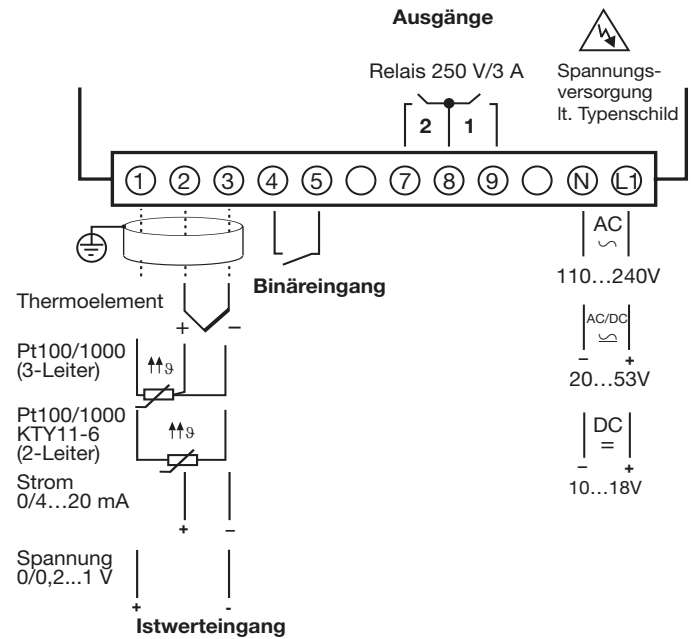 Ausgänge
Relais 250 V/3 A
Spannungs-
versorgung
lt. Typenschild
2 1
1 2 3 4 5 7 8 9 N L1
AC
110...240V
Binäreingang
Thermoelement
+ −
AC/DC
− +
20...53V
Pt100/1000
(3-Leiter)
ϑ
Pt100/1000
KTY11-6
(2-Leiter)
ϑ
DC
=
− +
10...18V
Strom
0/4...20 mA
+ −
Spannung
0/0,2...1 V
+ -
Istwerteingang